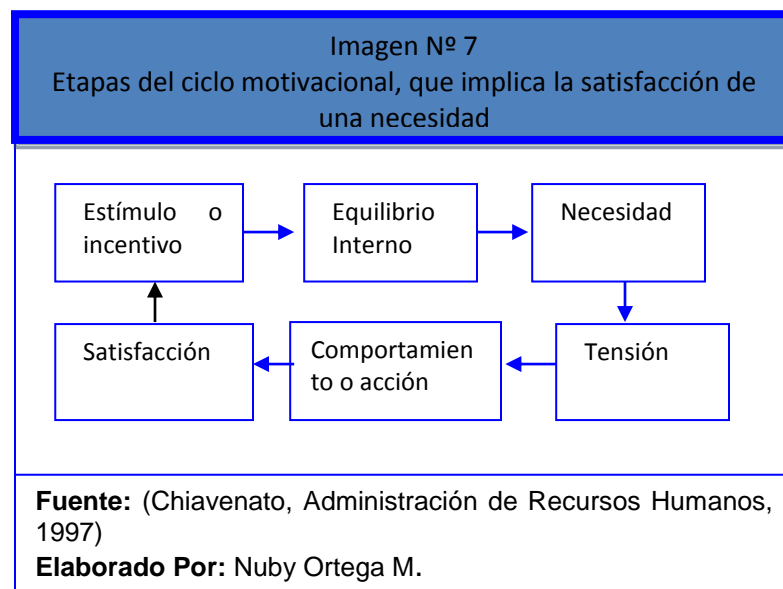 Imagen Nº 7
Etapas del ciclo motivacional, que implica la satisfacción de
una necesidad
Estímulo o
incentivo
Equilibrio
Interno
Necesidad
Satisfacción
Comportamien
to o acción
Tensión
Fuente: (Chiavenato, Administración de Recursos Humanos,
1997)
Elaborado Por: Nuby Ortega M.